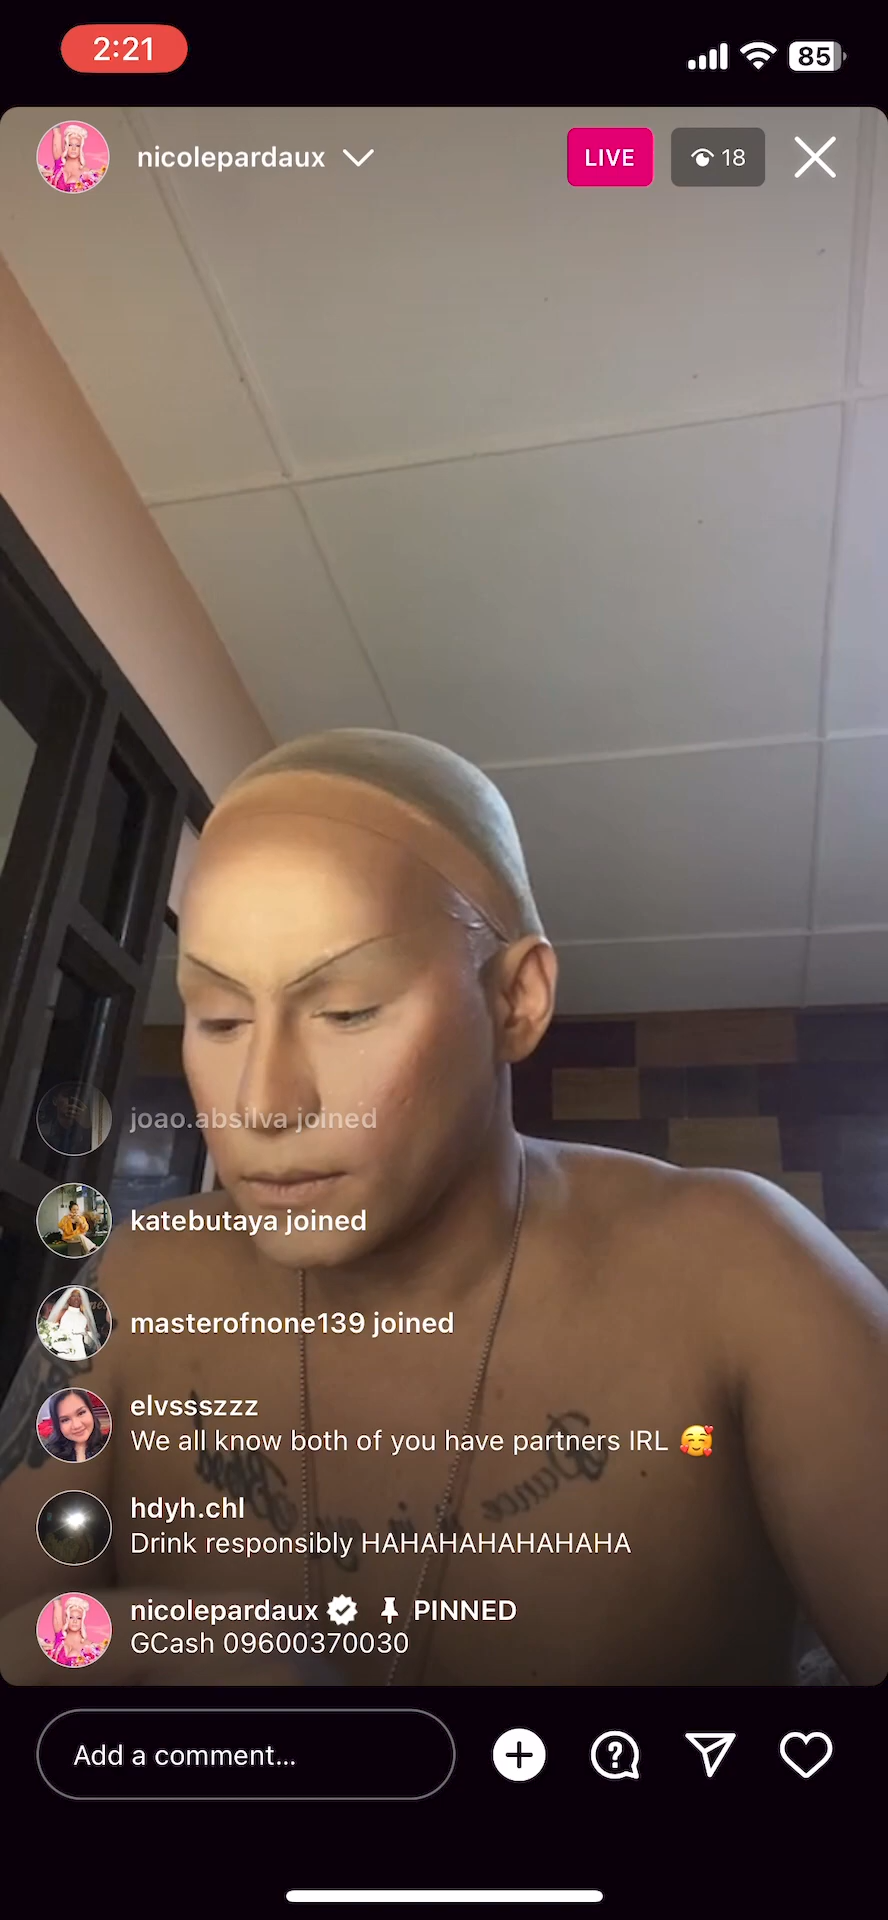 2:21
85
nicolepardaux
LIVE
18
joao.absilva joined
katebutaya joined
masterofnone139 joined
elvssszzz
We all know both of you have partners IRL 🥰
hdyh.chl
Drink responsibly HAHAHAHAHAHAHA
nicolepardaux PINNED
GCash 09600370030
Add a comment...